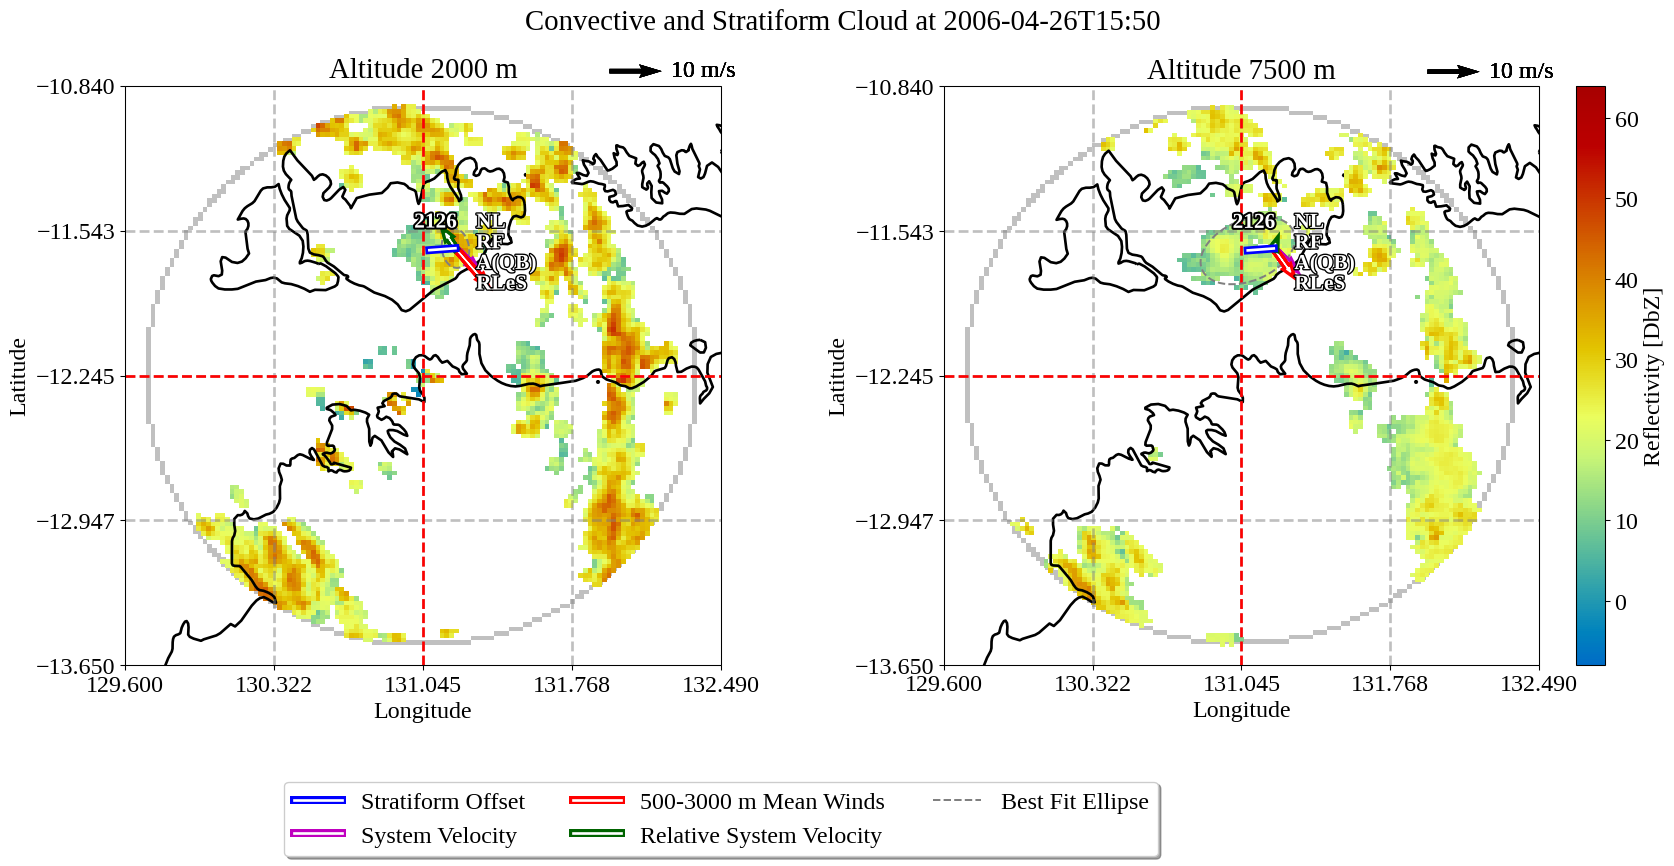 Convective and Stratiform Cloud at 2006-04-26T15:50
Altitude 2000 m
10 m/s
Altitude 7500 m
10 m/s
−10.840
−11.543
−12.245
−12.947
−13.650
Latitude
129.600
130.322
131.045
131.768
132.490
Longitude
2126
NL
RF
A(QB)
RLeS
−10.840
−11.543
−12.245
−12.947
−13.650
Latitude
129.600
130.322
131.045
131.768
132.490
Longitude
2126
NL
RF
A(QB)
RLeS
60
50
40
30
20
10
0
Reflectivity [DbZ]
Stratiform Offset
System Velocity
500-3000 m Mean Winds
Relative System Velocity
Best Fit Ellipse